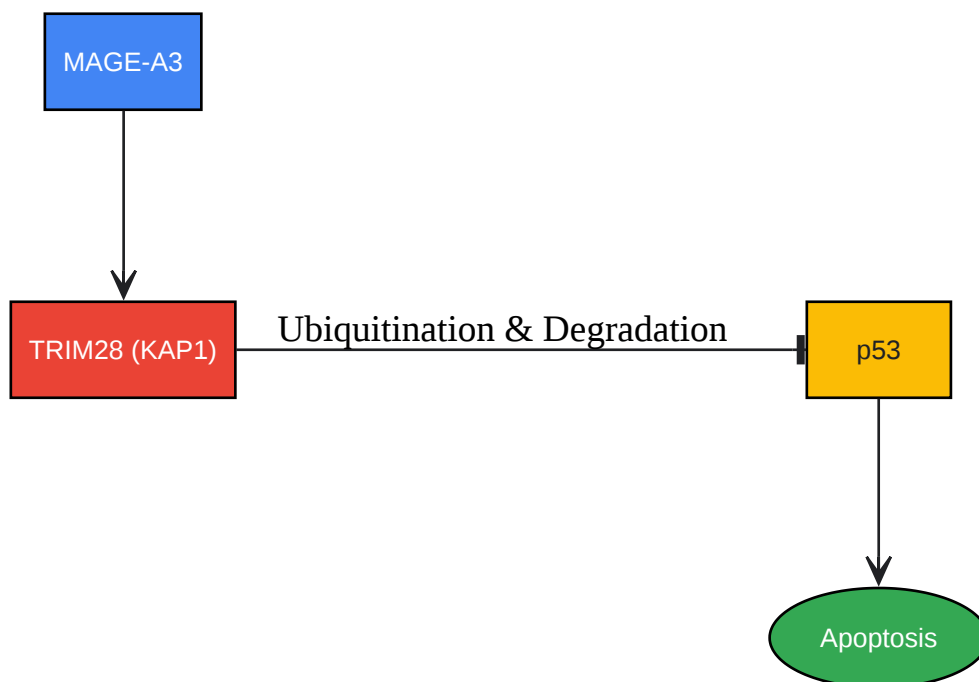 MAGE-A3
TRIM28 (KAP1)
Ubiquitination & Degradation
p53
Apoptosis